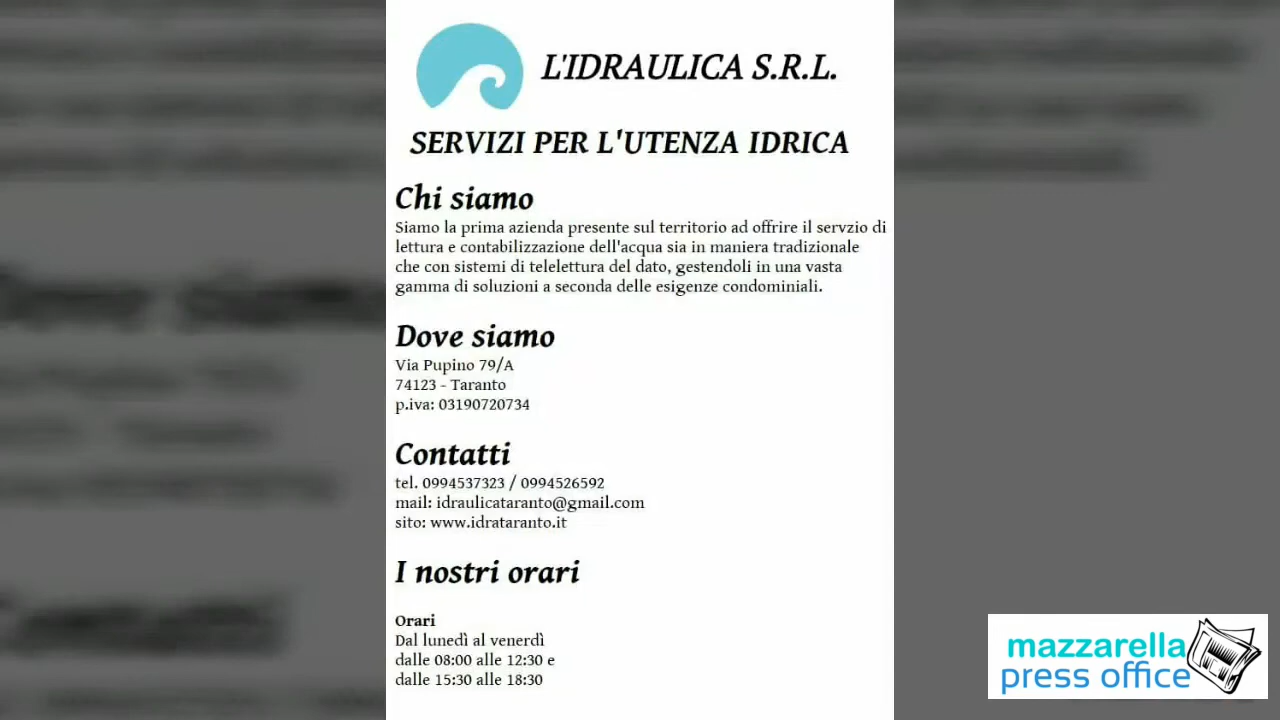 L'IDRAULICA S.R.L.
SERVIZI PER L'UTENZA IDRICA
Chi siamo
Siamo la prima azienda presente sul territorio ad offrire il servzio di
lettura e contabilizzazione dell'acqua sia in maniera tradizionale
che con sistemi di telelettura del dato, gestendoli in una vasta
gamma di soluzioni a seconda delle esigenze condominiali.
Dove siamo
Via Pupino 79/A
74123 - Taranto
p.iva: 03190720734
Contatti
tel. 0994537323 / 0994526592
mail: idraulicataranto@gmail.com
sito: www.idrataranto.it
I nostri orari
Orari
Dal lunedì al venerdì
dalle 08:00 alle 12:30 e
dalle 15:30 alle 18:30
mazzarella
press office